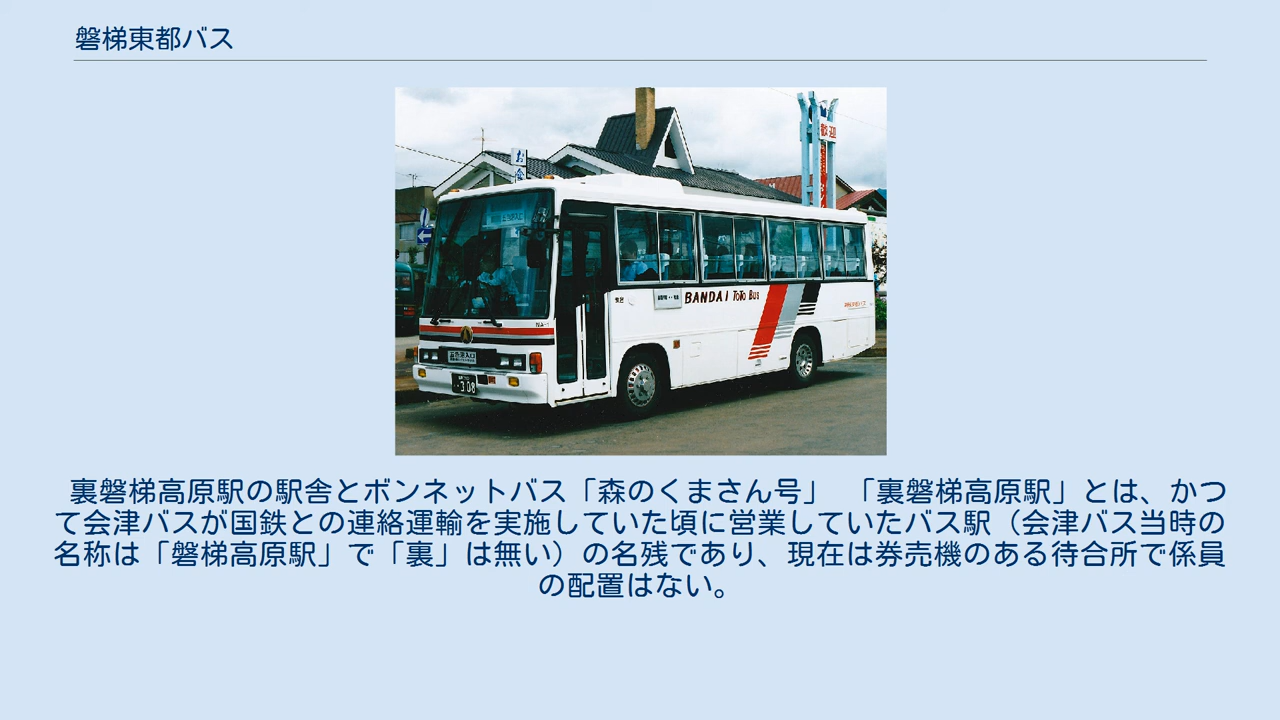 磐梯東都バス
歓迎
BANDAI ToTo Bus
NA-1
308
裏磐梯高原駅の駅舎とボンネットバス「森のくまさん号」　「裏磐梯高原駅」とは、かつ
て会津バスが国鉄との連絡運輸を実施していた頃に営業していたバス駅（会津バス当時の
名称は「磐梯高原駅」で「裏」は無い）の名残であり、現在は券売機のある待合所で係員
の配置はない。